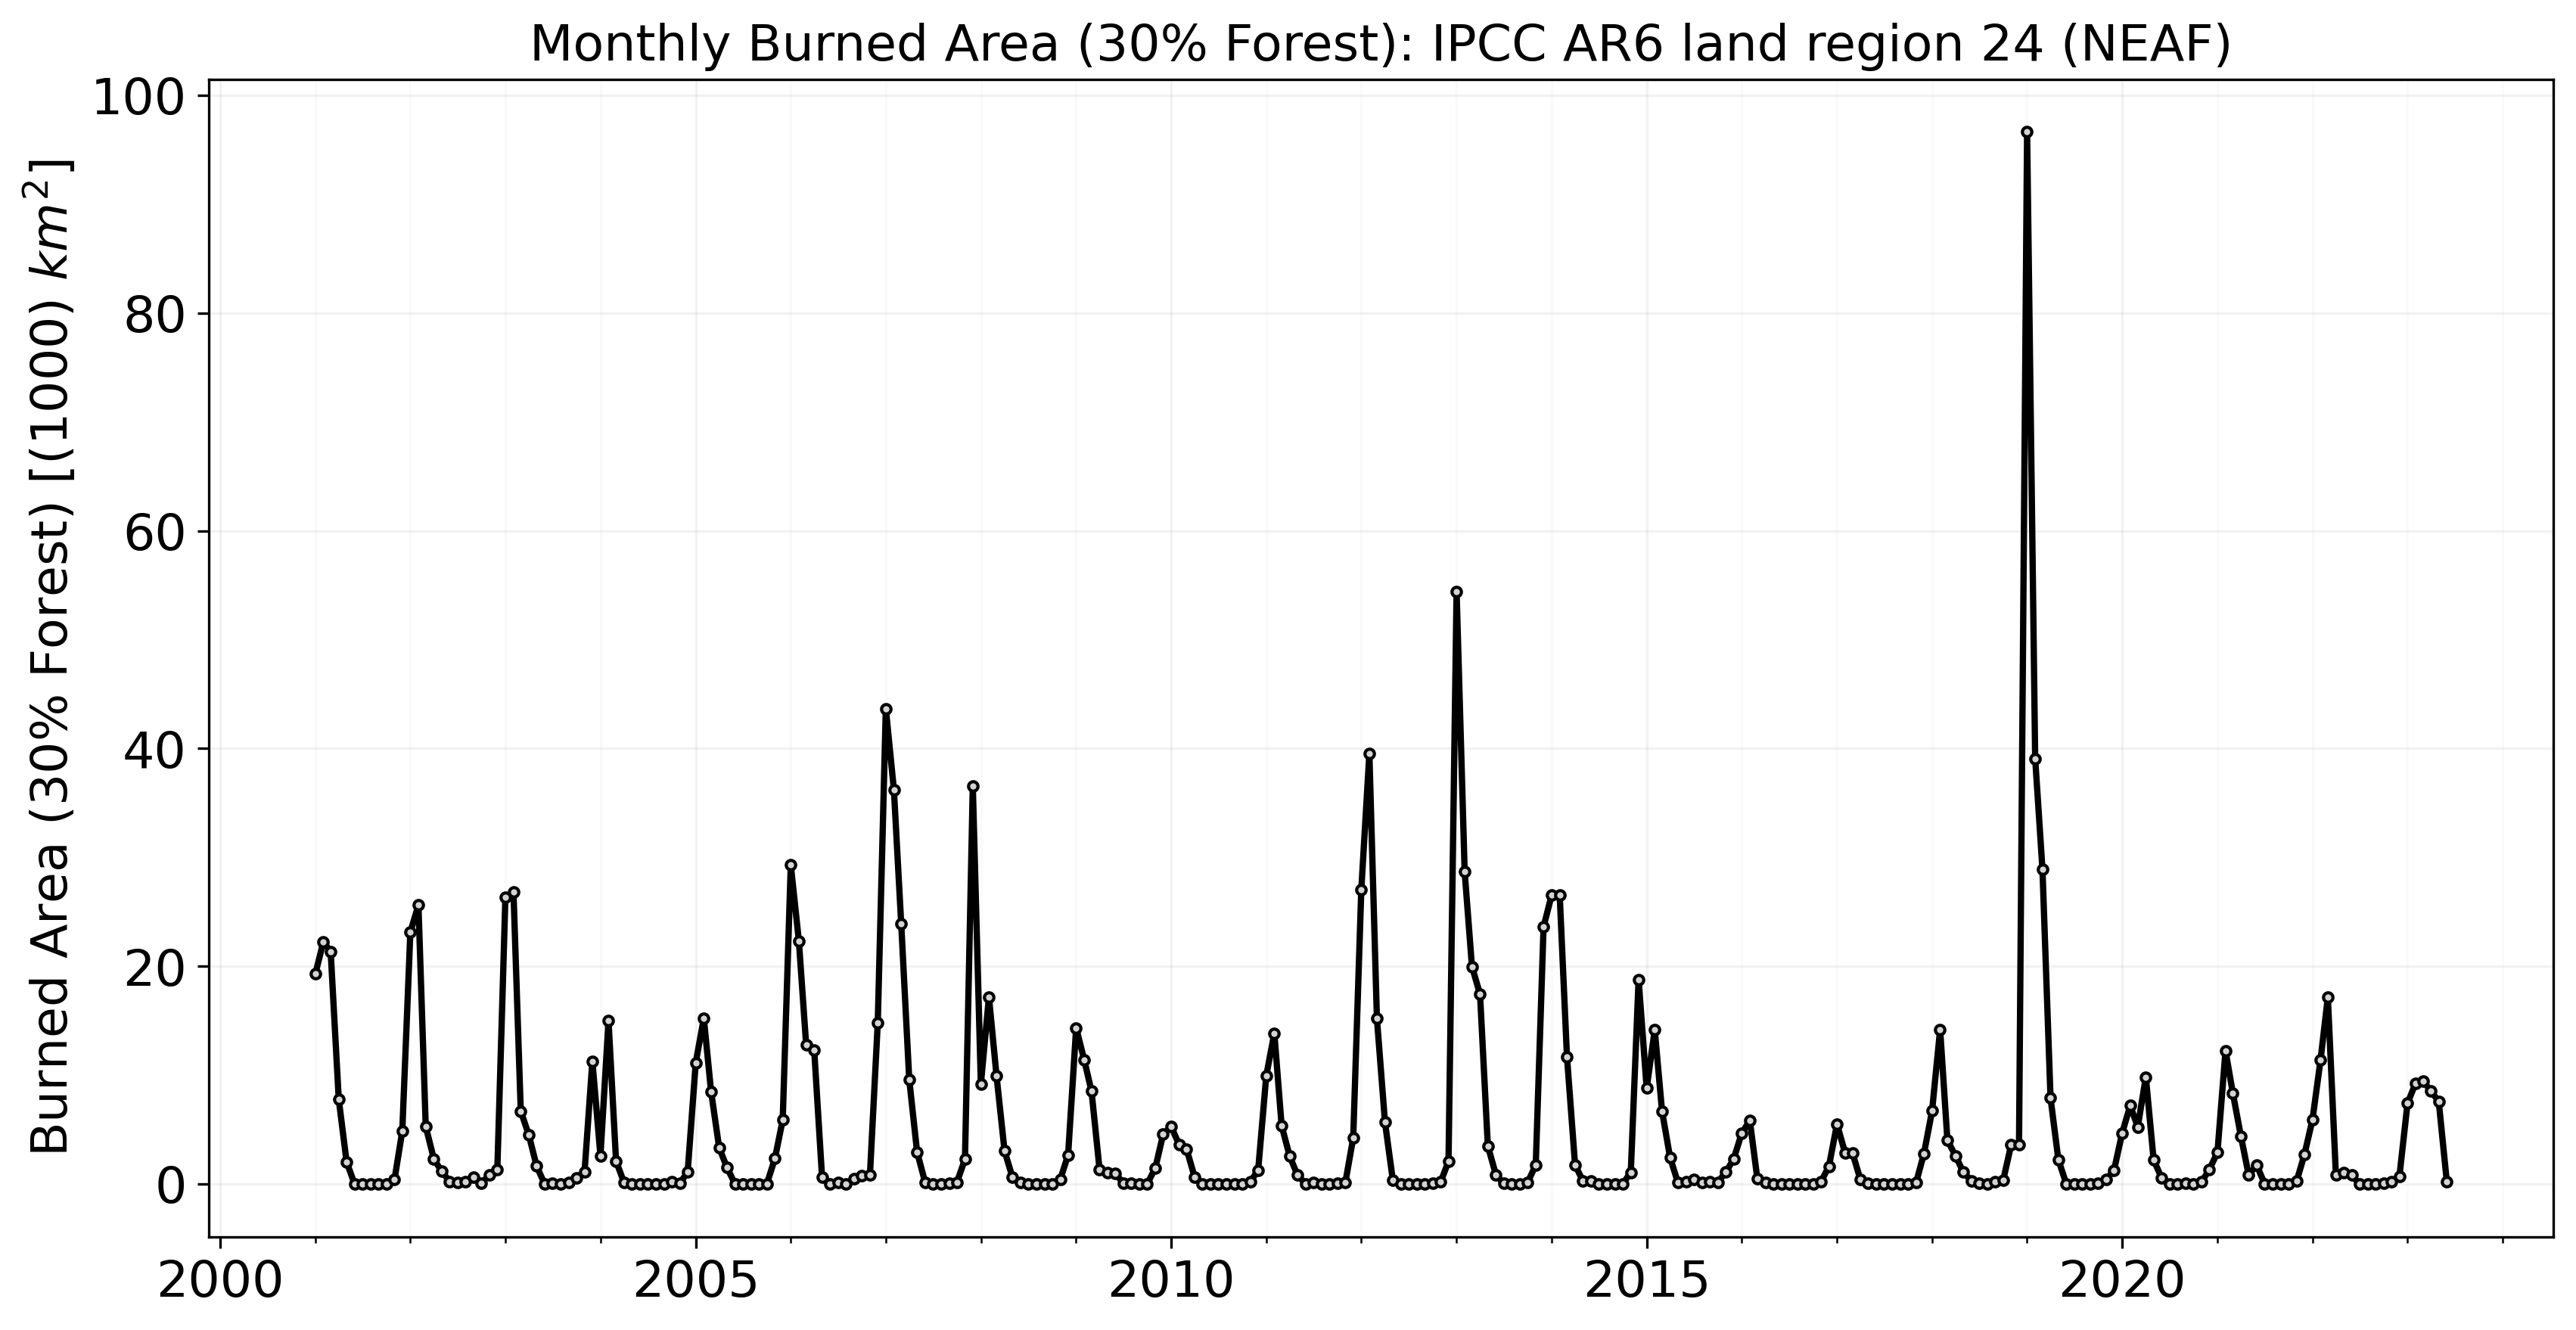 Monthly Burned Area (30% Forest): IPCC AR6 land region 24 (NEAF)
Burned Area (30% Forest) [(1000) km²]
100
80
60
40
20
0
2000 2005 2010 2015 2020